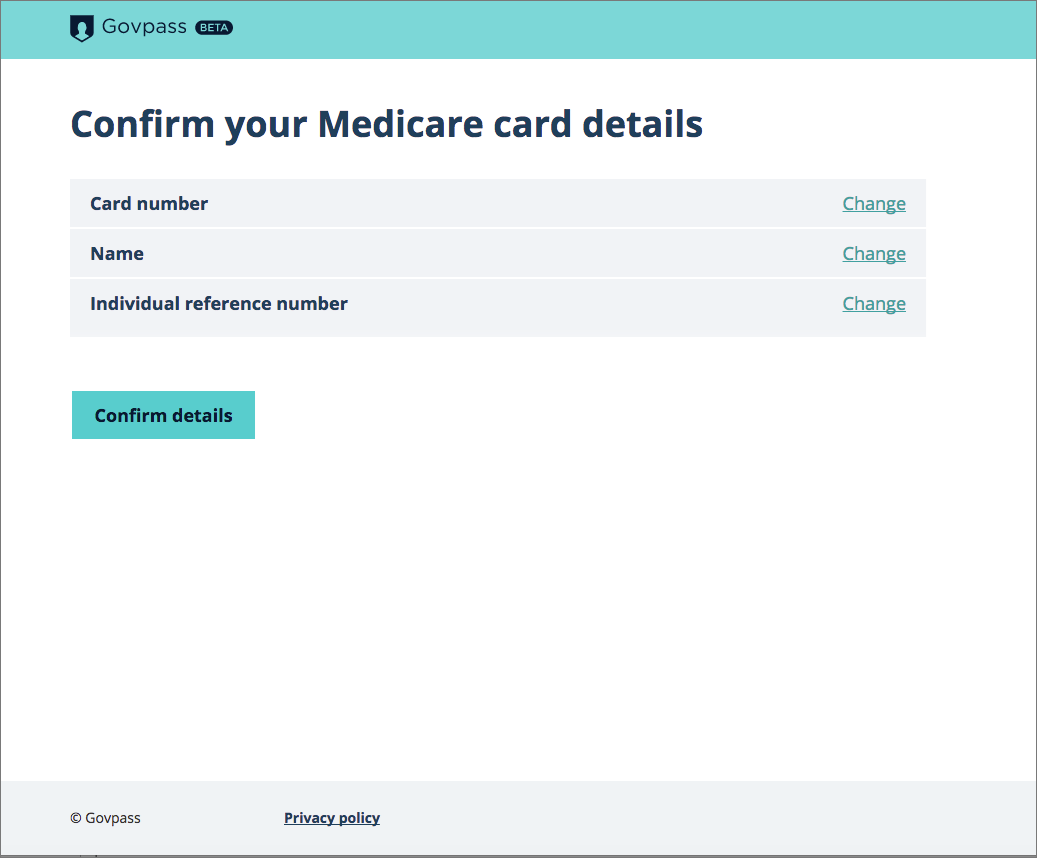 Govpass BETA
Confirm your Medicare card details
Card number Change
Name Change
Individual reference number Change
Confirm details
© Govpass Privacy policy